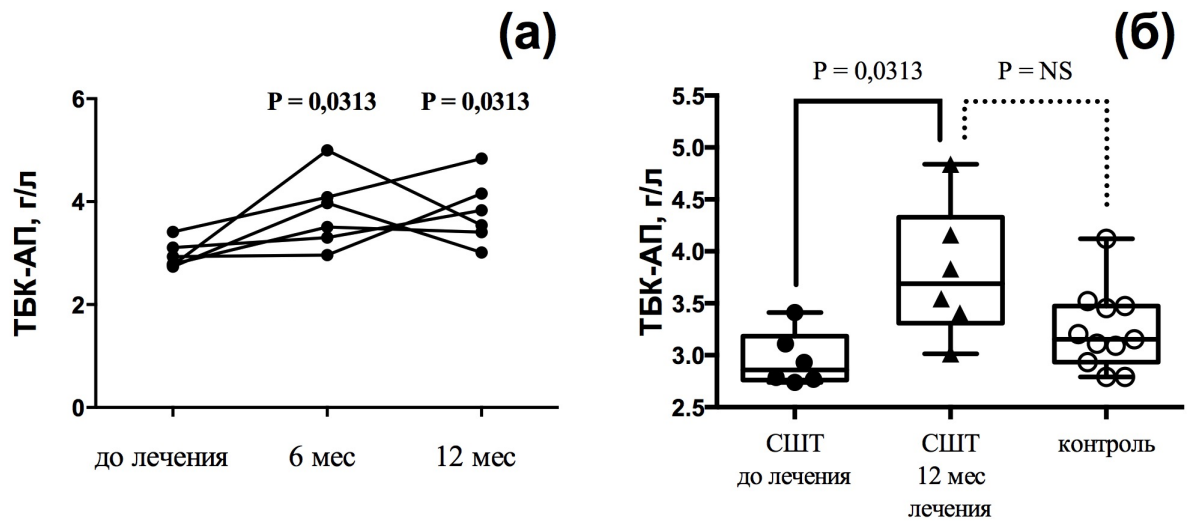 (а)
P = 0,0313 P = 0,0313
ТБК-АП, г/л
6
4
2
0
до лечения 6 мес 12 мес
(б)
P = 0,0313 P = NS
ТБК-АП, г/л
5.5
5.0
4.5
4.0
3.5
3.0
2.5
СШТ
до лечения
СШТ
12 мес
лечения
контроль